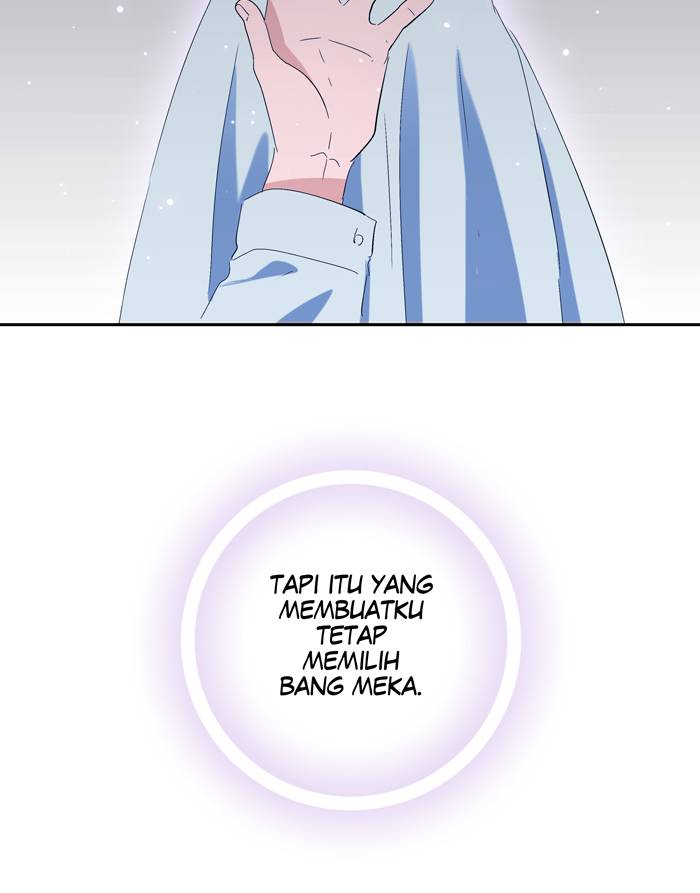 TAPI ITU YANG
MEMBUATKU
TETAP
MEMILIH
BANG MEKA.